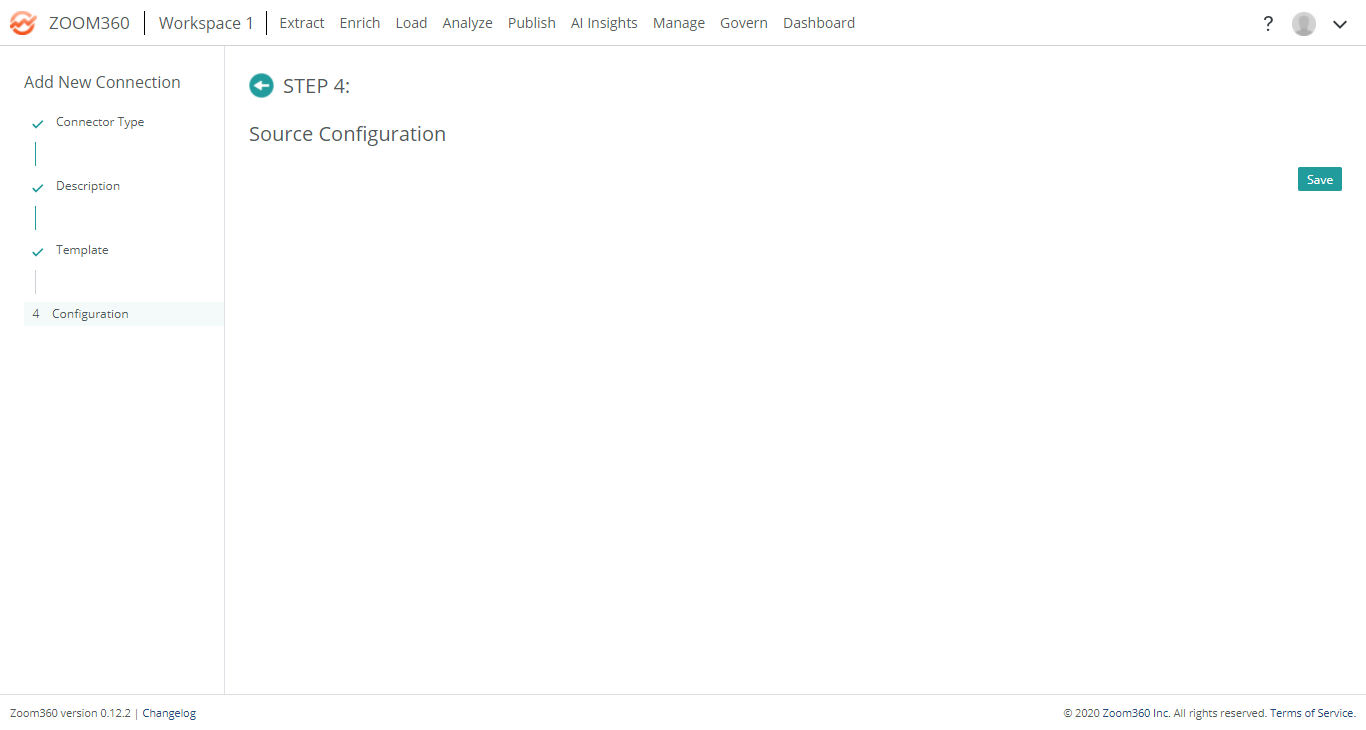 ZOOM360 Workspace 1 Extract Enrich Load Analyze Publish AI Insights Manage Govern Dashboard ?
Add New Connection
Connector Type
Description
Template
4 Configuration
STEP 4:
Source Configuration
Save
Zoom360 version 0.12.2 | Changelog
© 2020 Zoom360 Inc. All rights reserved. Terms of Service.